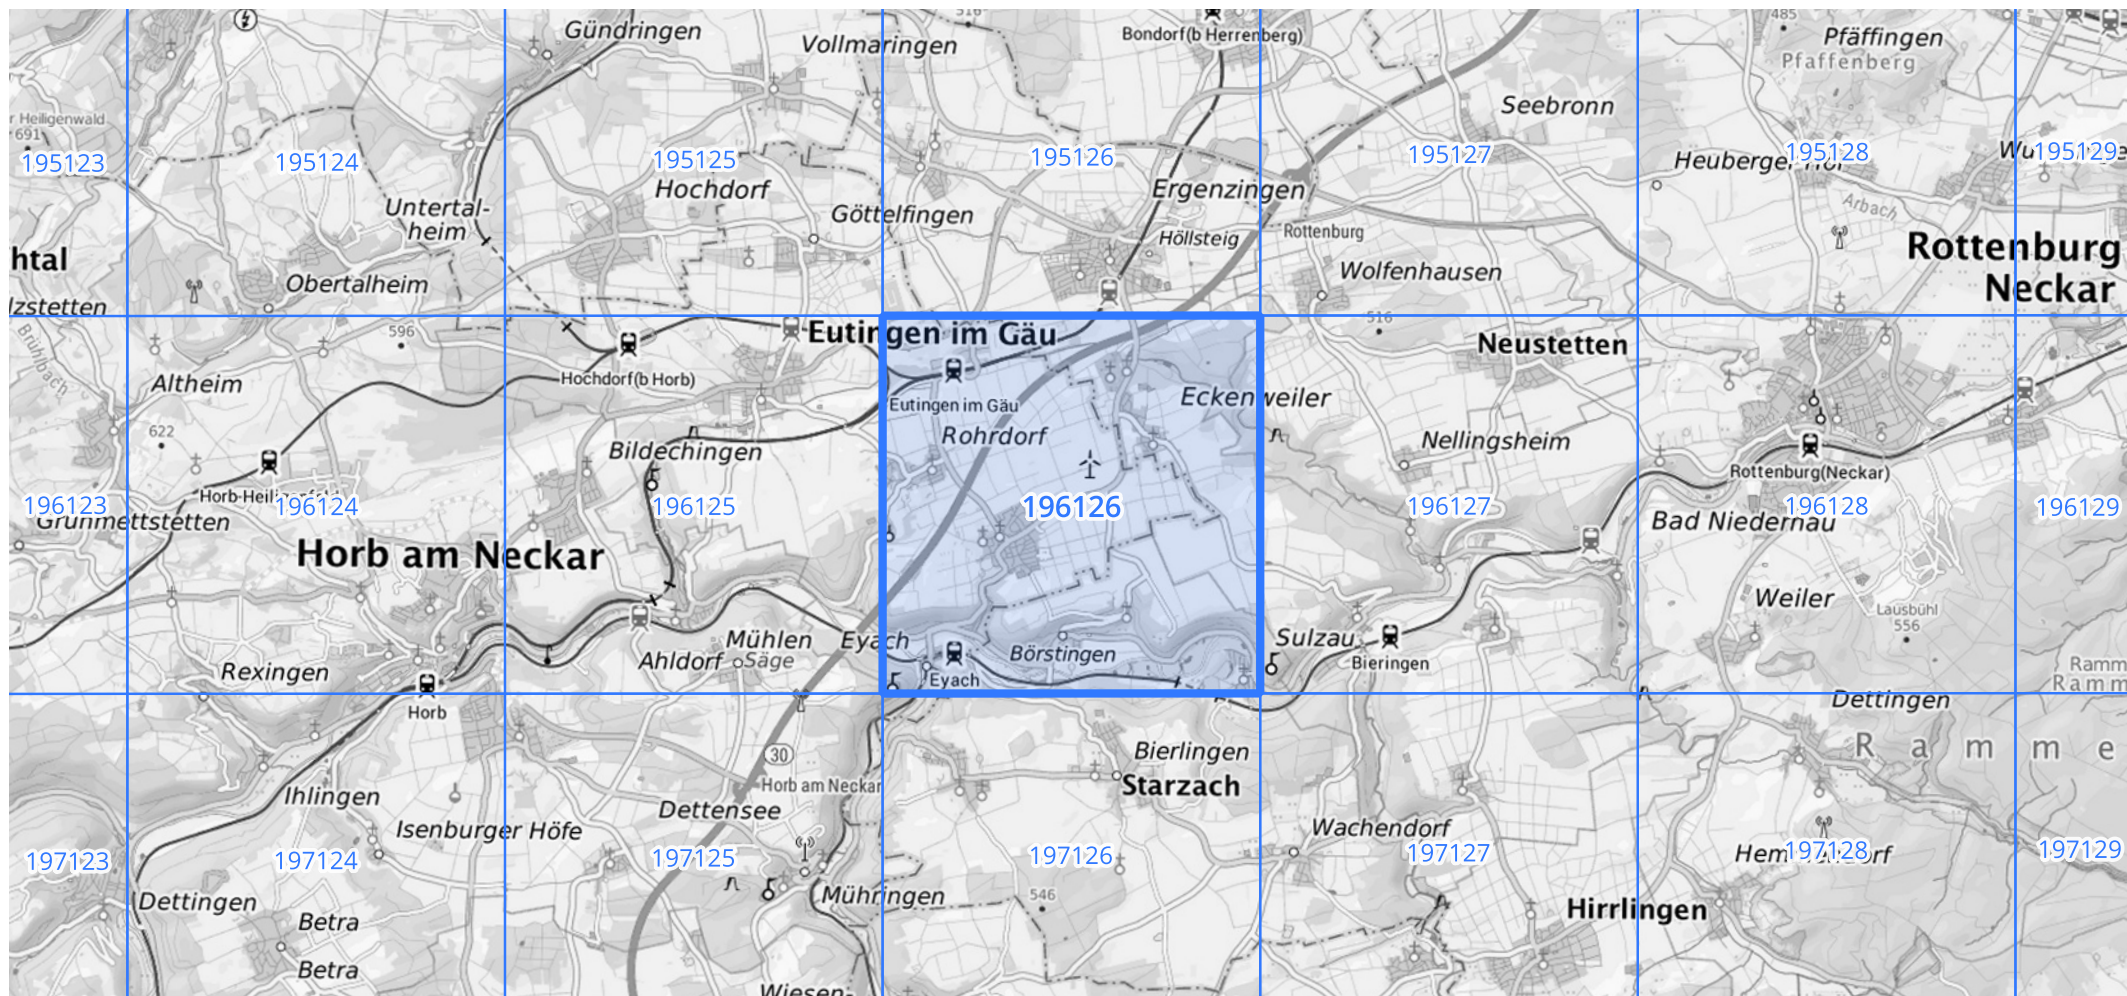 Gündringen
Vollmaringen
516
Bondorf(b Herrenberg)
485
Pfäffingen
Pfaffenberg
Seebronn
r Heiligenwald
691
195123
195124
195125
195126
195127
195128
195129
Hochdorf
Ergenzingen
Untertal-
heim
Göttelfingen
Höllsteig
Rottenburg
Arbach
htal
Obertalheim
Wolfenhausen
Rottenburg
Neckar
lzstetten
Brühlbach
596
Eutingen im Gäu
516
Neustetten
Altheim
Hochdorf(b Horb)
Eutingen im Gäu
Eckenweiler
622
Bildechingen
Rohrdorf
Nellingsheim
Rottenburg(Neckar)
196123
196124
196125
196126
196127
196128
196129
Grünmettstetten
Bad Niedernau
Horb am Neckar
Weiler
Lausbühl
556
Rexingen
Ahldorf
Mühlen
Säge
Eyach
Börstingen
Eyach
Sulzau
Bieringen
Ramm
Ramm
Horb
Dettingen
30
Horb am Neckar
Bierlingen
Starzach
R a m m e
Ihlingen
Isenburger Höfe
Dettensee
Wachendorf
197123
197124
197125
197126
197127
197128
197129
Dettingen
Betra
Betra
Mühringen
546
Hirrlingen
Wiesen-